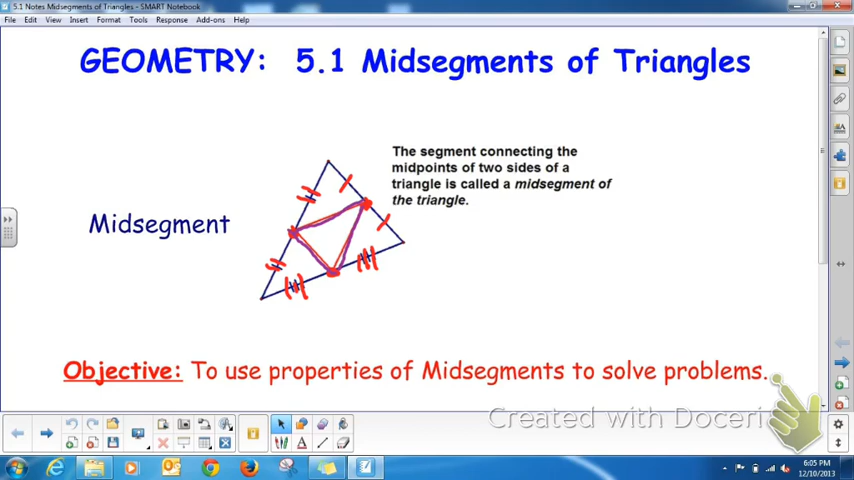 5.1 Notes Midsegments of Triangles - SMART Notebook
File Edit View Insert Format Tools Response Add-ons Help
GEOMETRY: 5.1 Midsegments of Triangles
The segment connecting the
midpoints of two sides of a
triangle is called a midsegment of
the triangle.
Midsegment
Objective: To use properties of Midsegments to solve problems.
Created with Doceri
6:05 PM
12/10/2013